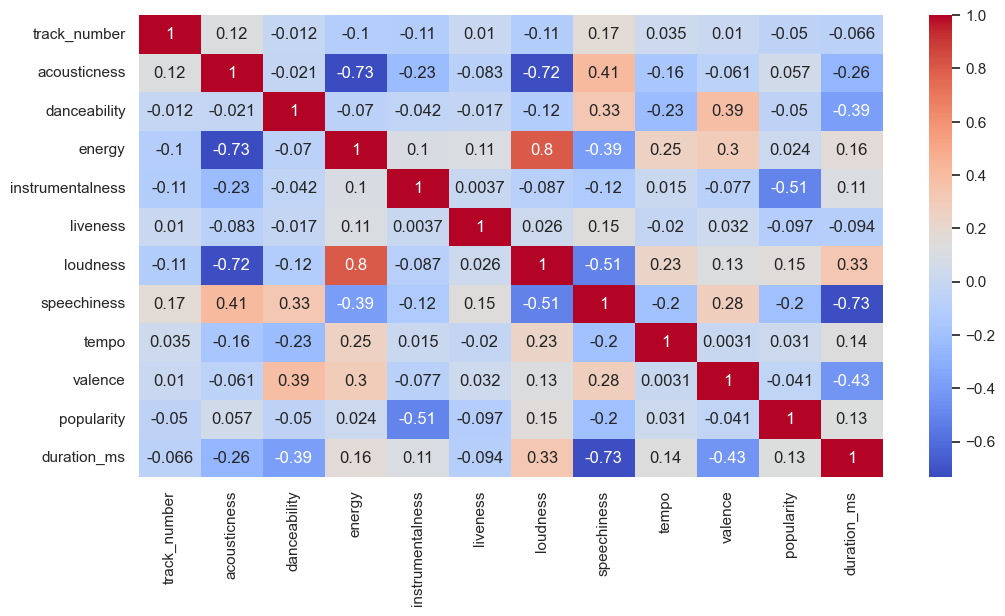 track_number 1 0.12 -0.012 -0.1 -0.11 0.01 -0.11 0.17 0.035 0.01 -0.05 -0.066
acousticness 0.12 1 -0.021 -0.73 -0.23 -0.083 -0.72 0.41 -0.16 -0.061 0.057 -0.26
danceability -0.012 -0.021 1 -0.07 -0.042 -0.017 -0.12 0.33 -0.23 0.39 -0.05 -0.39
energy -0.1 -0.73 -0.07 1 0.1 0.11 0.8 -0.39 0.25 0.3 0.024 0.16
instrumentalness -0.11 -0.23 -0.042 0.1 1 0.0037 -0.087 -0.12 0.015 -0.077 -0.51 0.11
liveness 0.01 -0.083 -0.017 0.11 0.0037 1 0.026 0.15 -0.02 0.032 -0.097 -0.094
loudness -0.11 -0.72 -0.12 0.8 -0.087 0.026 1 -0.51 0.23 0.13 0.15 0.33
speechiness 0.17 0.41 0.33 -0.39 -0.12 0.15 -0.51 1 -0.2 0.28 -0.2 -0.73
tempo 0.035 -0.16 -0.23 0.25 0.015 -0.02 0.23 -0.2 1 0.0031 0.031 0.14
valence 0.01 -0.061 0.39 0.3 -0.077 0.032 0.13 0.28 0.0031 1 -0.041 -0.43
popularity -0.05 0.057 -0.05 0.024 -0.51 -0.097 0.15 -0.2 0.031 -0.041 1 0.13
duration_ms -0.066 -0.26 -0.39 0.16 0.11 -0.094 0.33 -0.73 0.14 -0.43 0.13 1
track_number
acousticness
danceability
energy
instrumentalness
liveness
loudness
speechiness
tempo
valence
popularity
duration_ms
1.0
0.8
0.6
0.4
0.2
0.0
-0.2
-0.4
-0.6